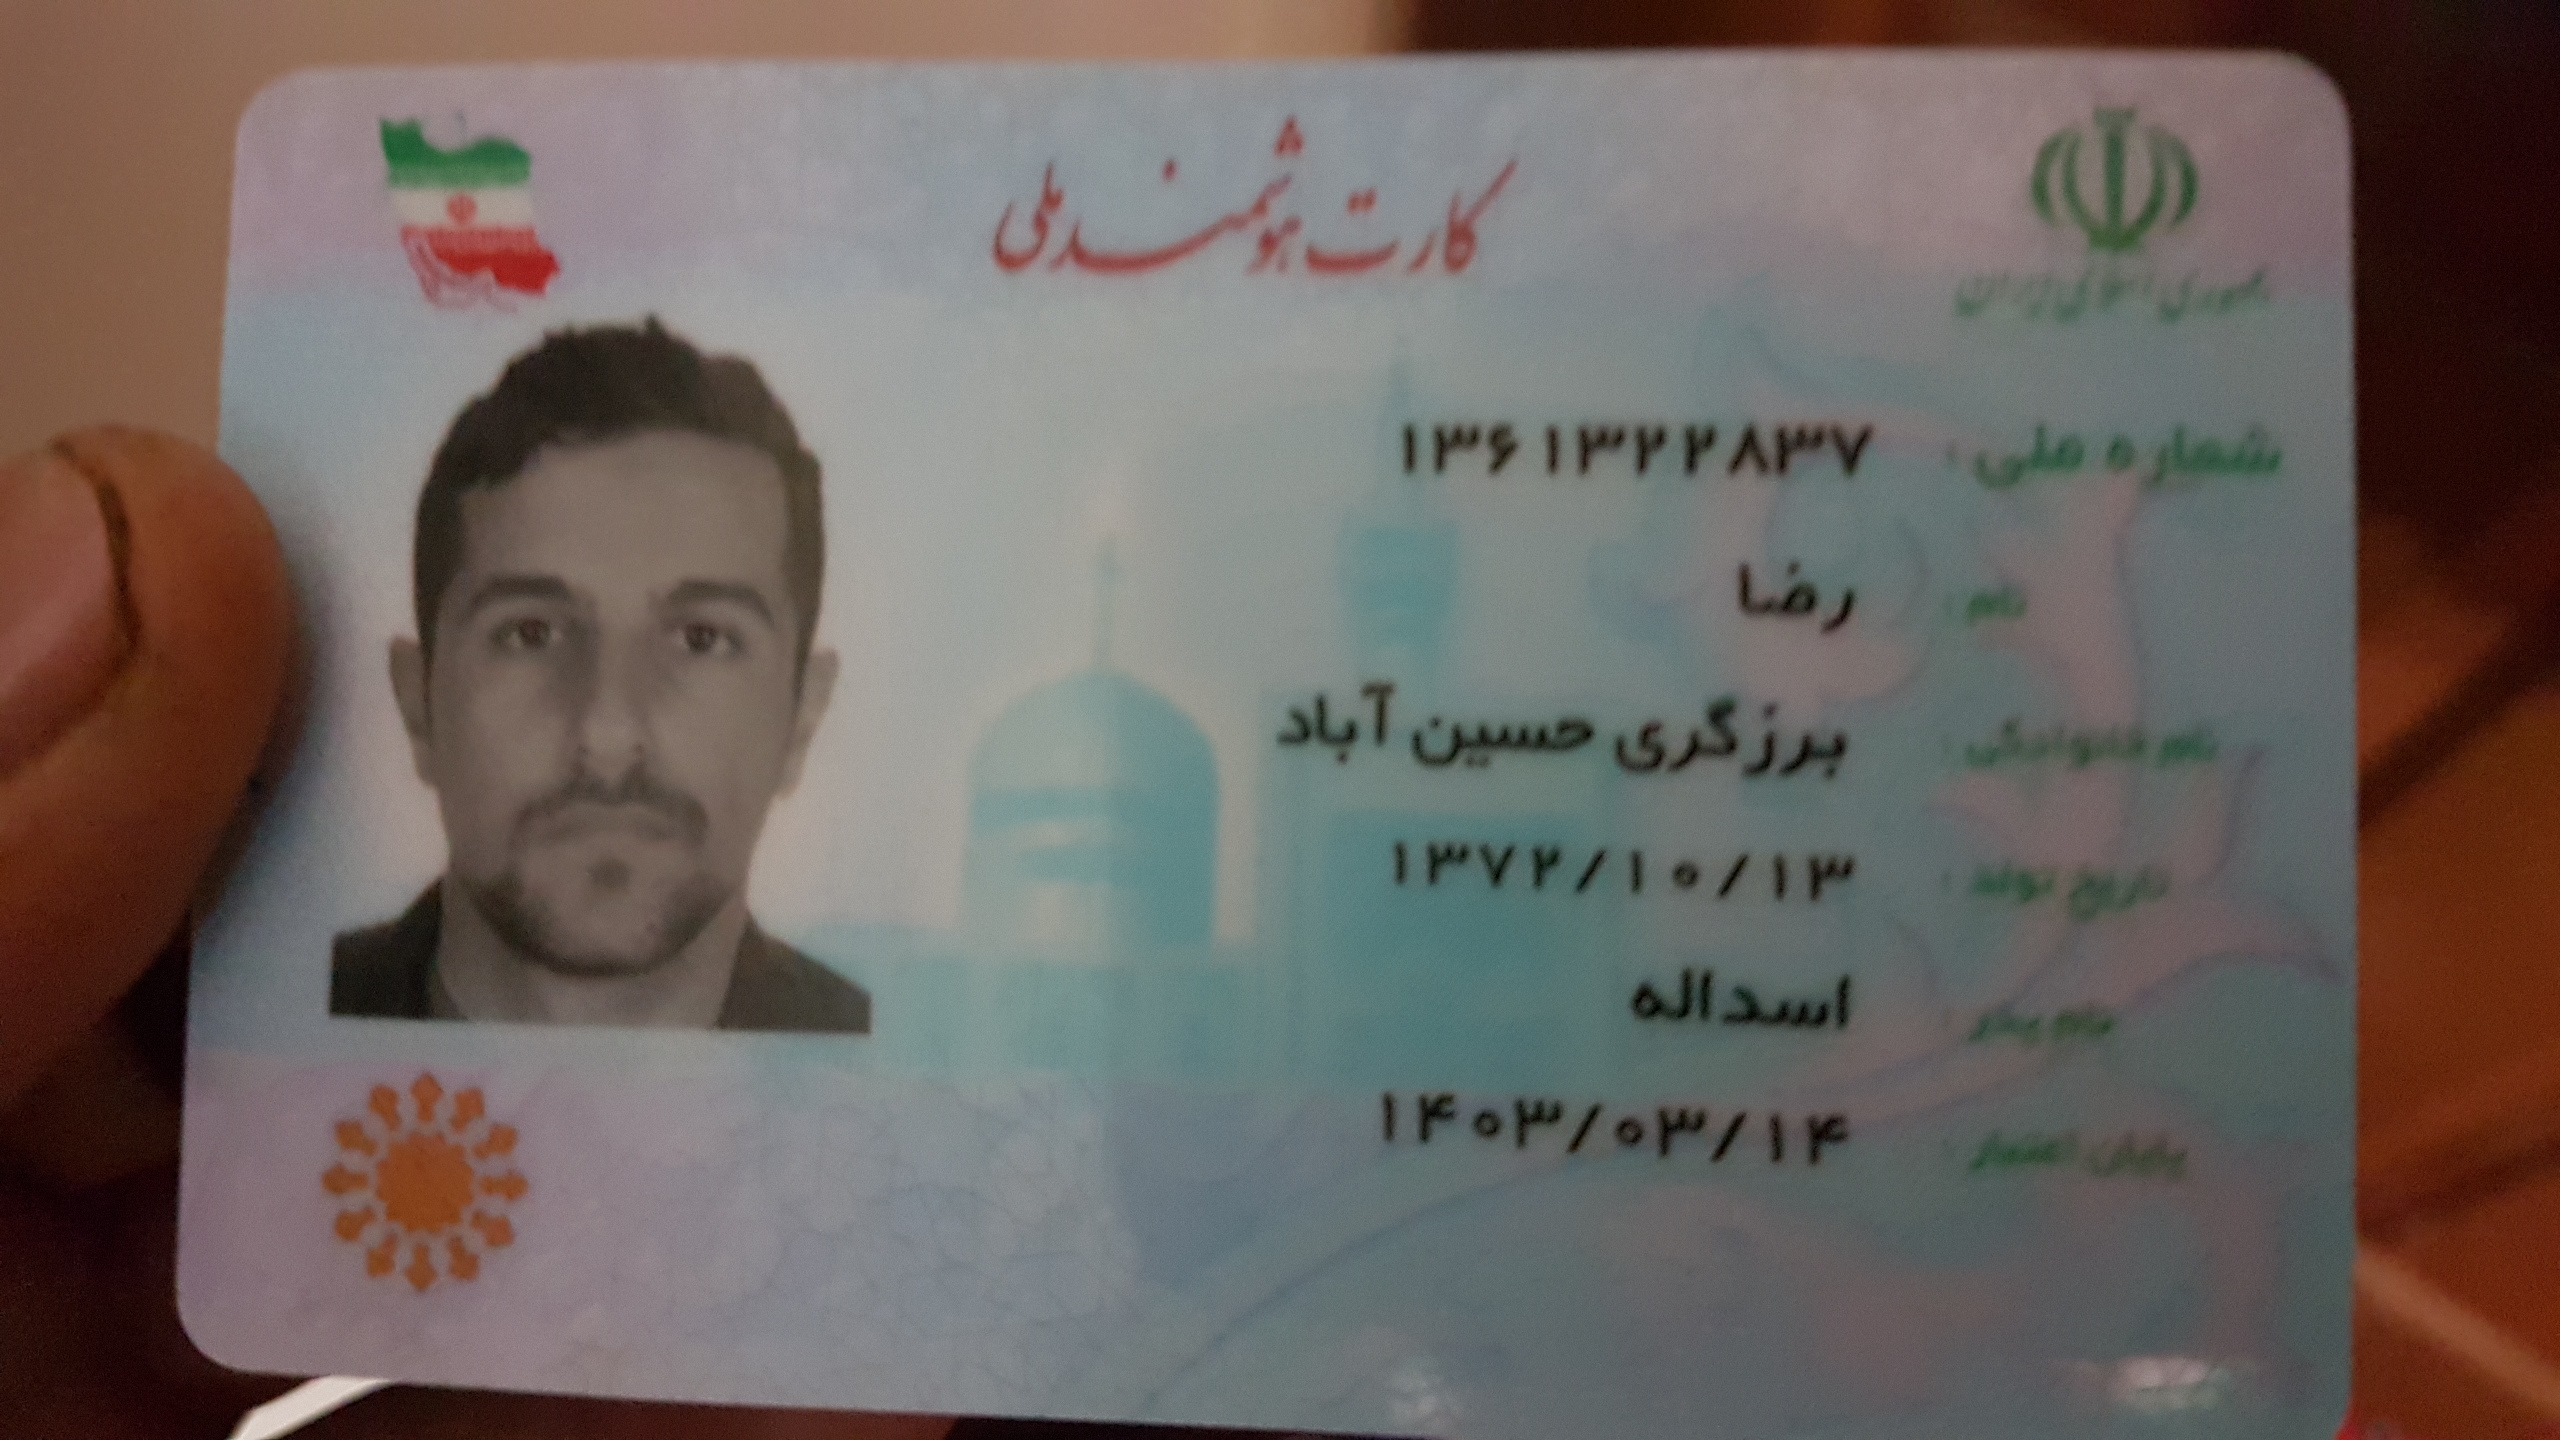 کارت هوشمند ملی
جمهوری اسلامی ایران
شماره ملی : ۱۳۶۱۳۲۲۸۳۷
نام : رضا
نام خانوادگی : برزگری حسین آباد
تاریخ تولد : ۱۳۷۲/۱۰/۱۳
نام پدر : اسداله
پایان اعتبار : ۱۴۰۳/۰۳/۱۴